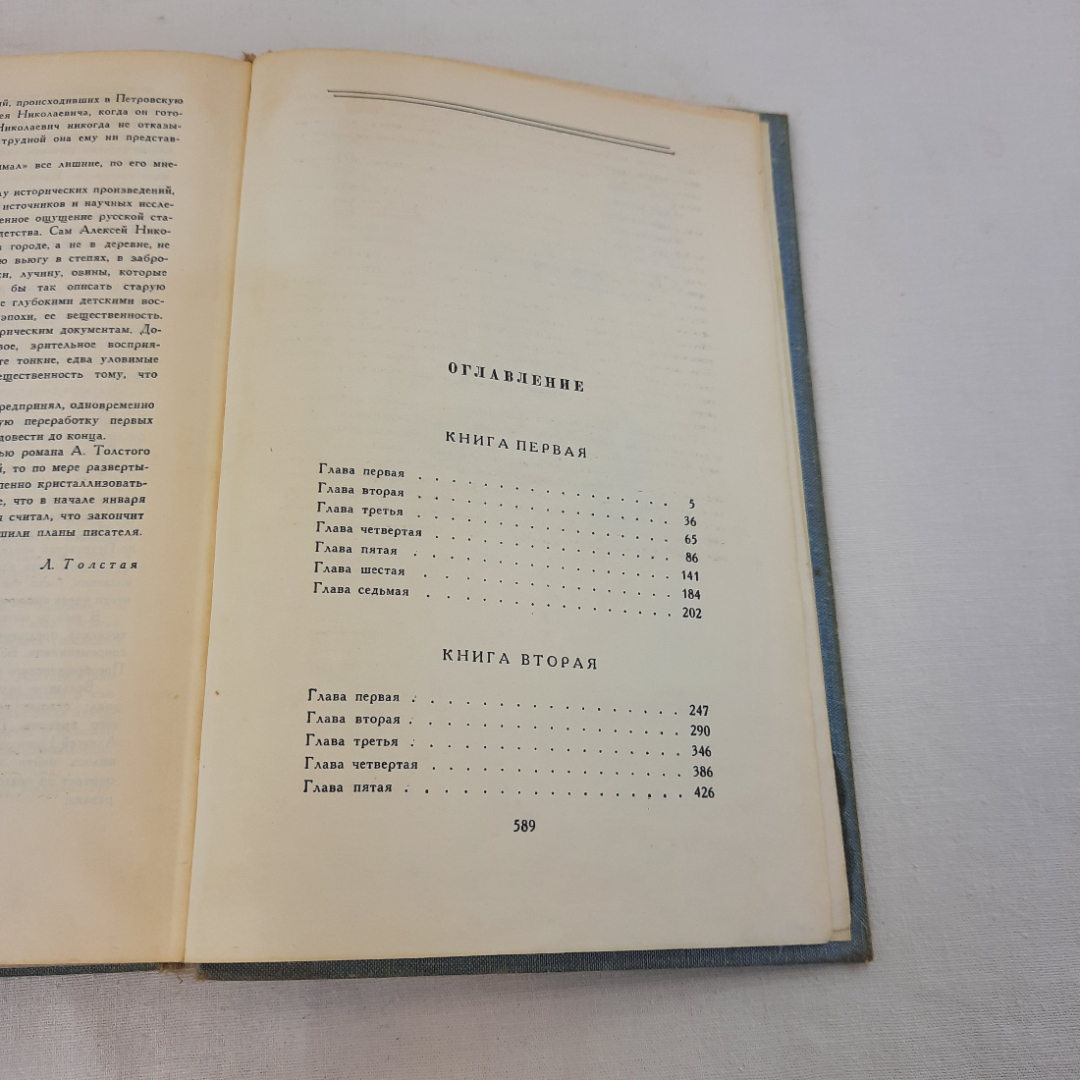 й, происходивших в Петровскую
ея Николаевича, когда он гото-
Николаевич никогда не отказы-
трудной она ему ни представ-
мал» все лишние, по его мне-
у исторических произведений,
источников и научных иссле-
енное ощущение русской ста-
детства. Сам Алексей Нико-
городе, а не в деревне, не
ю вьюгу в степях, в забро-
ки, лучину, овины, которые
бы так описать старую
е глубокими детскими вос-
эпохи, ее вещественность.
рическим документам. До-
вое, зрительное восприя-
те тонкие, едва уловимые
ещественность тому, что
редпринял, одновременно
ую переработку первых
довести до конца.
ью романа А. Толстого
й, то по мере разверты-
пенно кристаллизовать-
е, что в начале января
считал, что закончит
шили планы писателя.
Л. Толстая
ОГЛАВЛЕНИЕ
КНИГА ПЕРВАЯ
Глава первая . . . . . . . . . . . . . . 5
Глава вторая . . . . . . . . . . . . . . 36
Глава третья . . . . . . . . . . . . . . 65
Глава четвертая . . . . . . . . . . . . . 86
Глава пятая . . . . . . . . . . . . . . 141
Глава шестая . . . . . . . . . . . . . . 184
Глава седьмая . . . . . . . . . . . . . . 202
КНИГА ВТОРАЯ
Глава первая . . . . . . . . . . . . . . . 247
Глава вторая . . . . . . . . . . . . . . . 290
Глава третья . . . . . . . . . . . . . . . 346
Глава четвертая . . . . . . . . . . . . . . 386
Глава пятая . . . . . . . . . . . . . . . 426
589